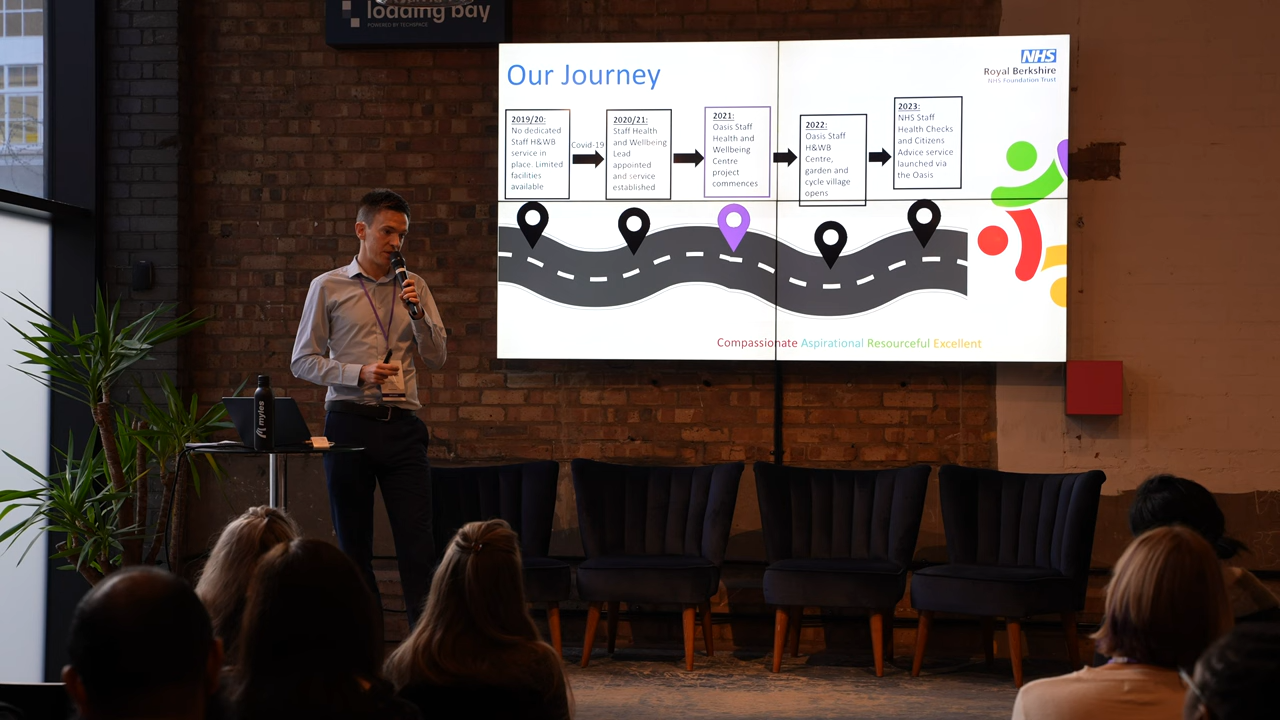 loading bay
POWERED BY TECHSPACE
Our Journey
NHS
Royal Berkshire
NHS Foundation Trust
2019/20:
No dedicated
Staff H&WB
service in
place. Limited
facilities
available
Covid-19
2020/21:
Staff Health
and Wellbeing
Lead
appointed
and service
established
2021:
Oasis Staff
Health and
Wellbeing
Centre
project
commences
2022:
Oasis Staff
H&WB
Centre,
garden and
cycle village
opens
2023:
NHS Staff
Health Checks
and Citizens
Advice service
launched via
the Oasis
Compassionate Aspirational Resourceful Excellent
myles